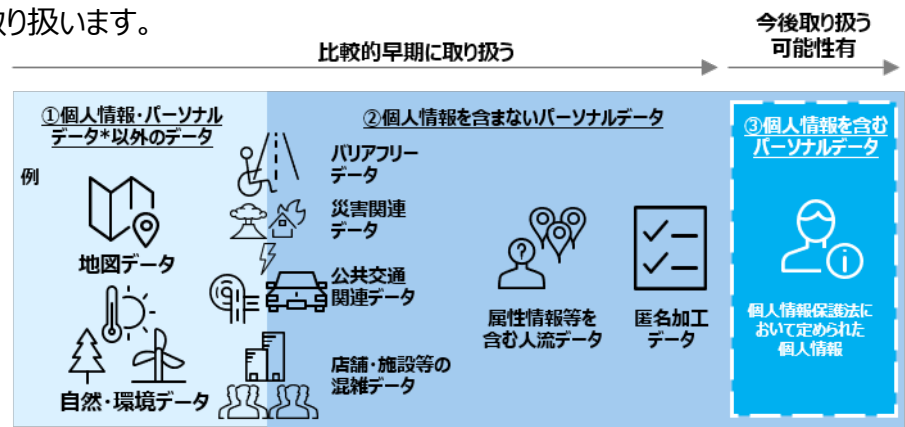 り扱います。
比較的早期に取り扱う
今後取り扱う
可能性有
①個人情報・パーソナル
データ*以外のデータ
例
地図データ
自然・環境データ
②個人情報を含まないパーソナルデータ
バリアフリー
データ
災害関連
データ
公共交通
関連データ
店舗・施設等の
混雑データ
属性情報等を
含む人流データ
匿名加工
データ
③個人情報を含む
パーソナルデータ
個人情報保護法に
おいて定められた
個人情報